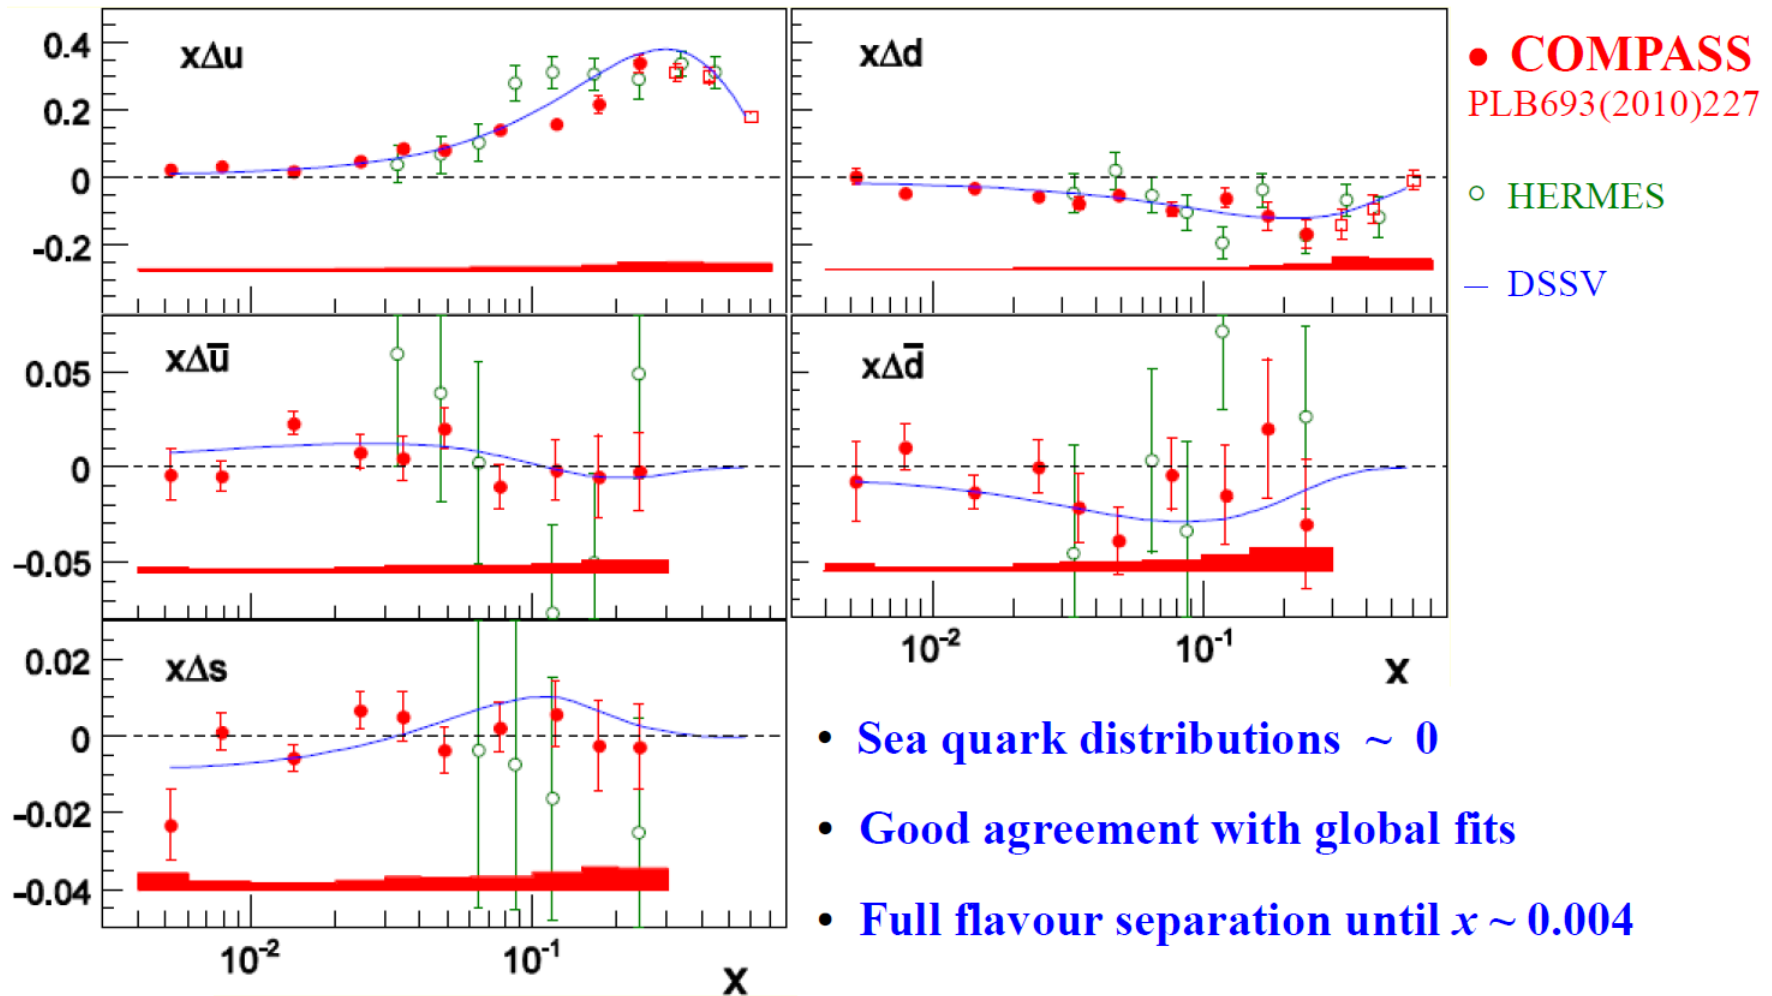 0.4
0.2
0
-0.2
xΔu
xΔd
● COMPASS
PLB693(2010)227
○ HERMES
— DSSV
0.05
0
-0.05
xΔu̅
xΔd̅
10⁻²
10⁻¹
x
0.02
0
-0.02
-0.04
xΔs
10⁻²
10⁻¹
x
• Sea quark distributions ~ 0
• Good agreement with global fits
• Full flavour separation until x ~ 0.004